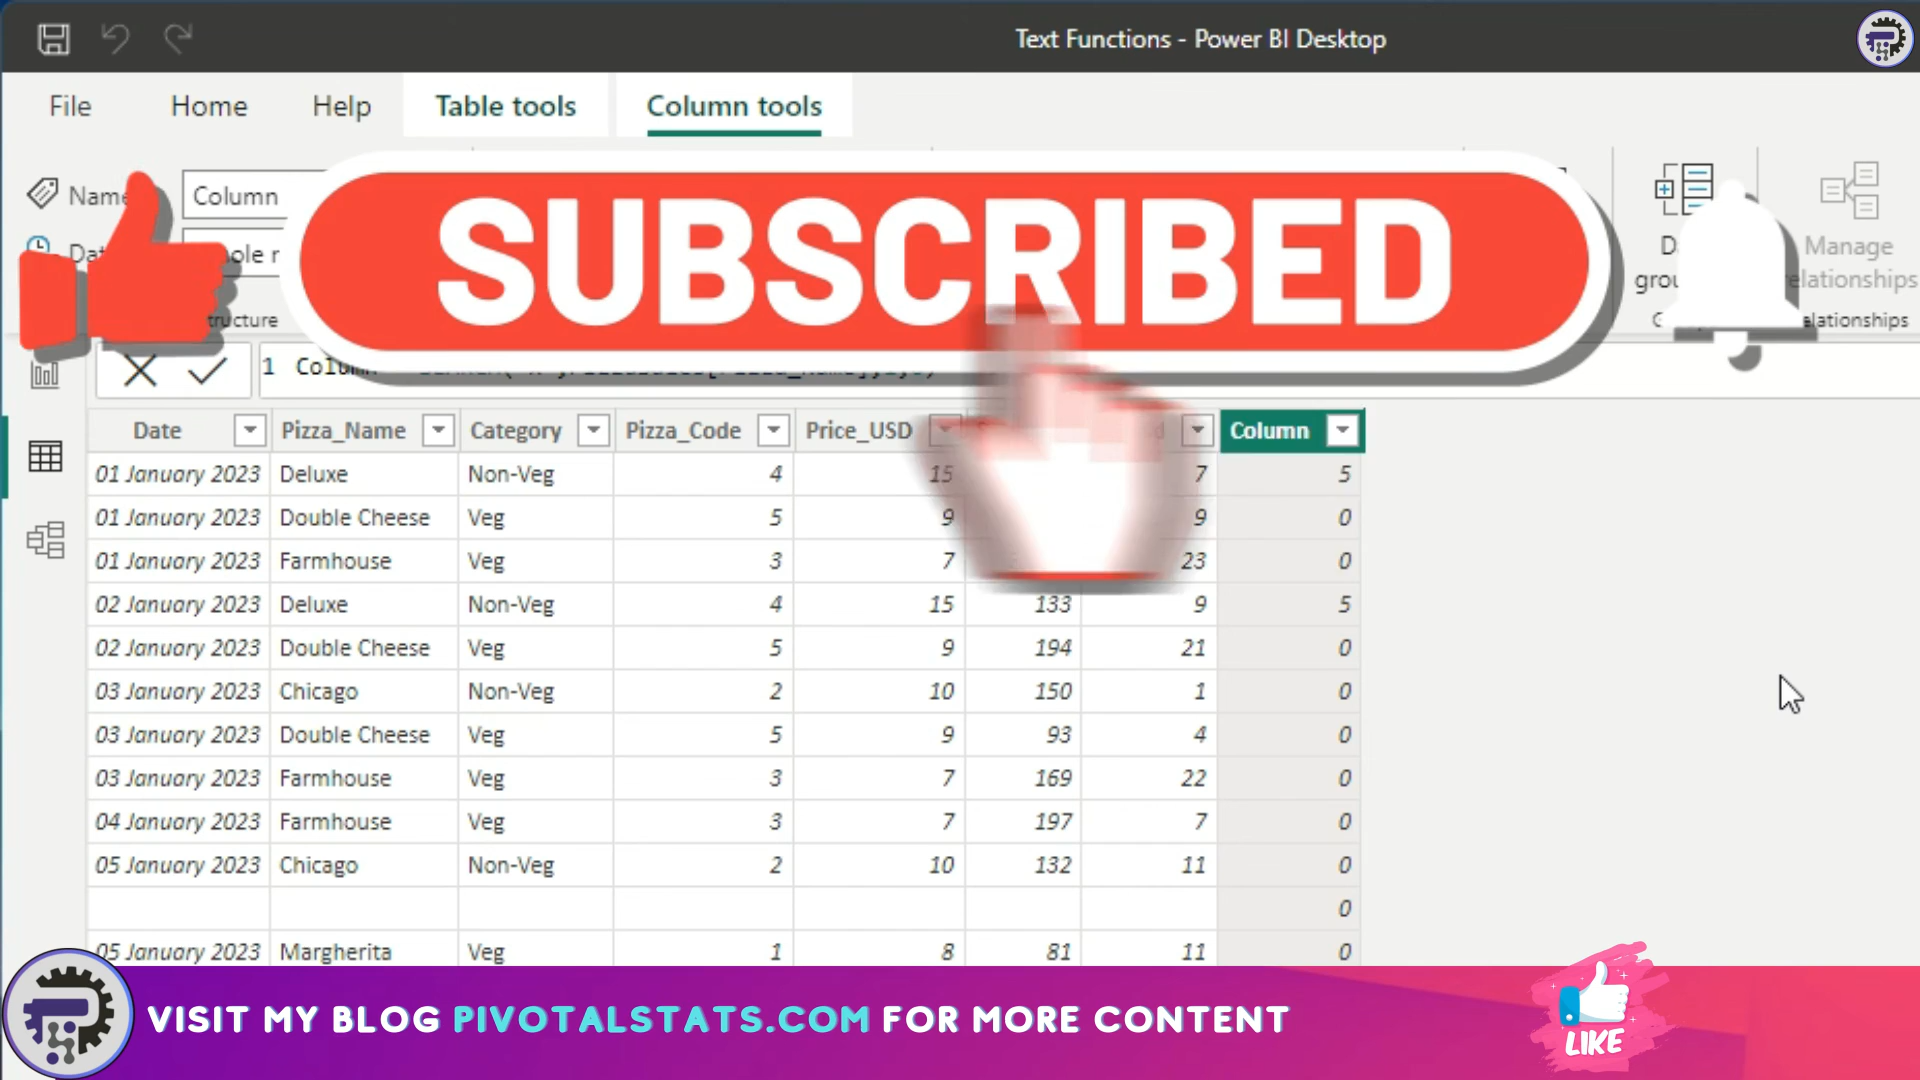 Text Functions - Power BI Desktop
File Home Help Table tools Column tools
Name Column
SUBSCRIBED
Manage
relationships
1
Date Pizza_Name Category Pizza_Code Price_USD Column
01 January 2023 Deluxe Non-Veg 4 15 7 5
01 January 2023 Double Cheese Veg 5 9 9 0
01 January 2023 Farmhouse Veg 3 7 23 0
02 January 2023 Deluxe Non-Veg 4 15 133 9 5
02 January 2023 Double Cheese Veg 5 9 194 21 0
03 January 2023 Chicago Non-Veg 2 10 150 1 0
03 January 2023 Double Cheese Veg 5 9 93 4 0
03 January 2023 Farmhouse Veg 3 7 169 22 0
04 January 2023 Farmhouse Veg 3 7 197 7 0
05 January 2023 Chicago Non-Veg 2 10 132 11 0
0
05 January 2023 Margherita Veg 1 8 81 11 0
VISIT MY BLOG PIVOTALSTATS.COM FOR MORE CONTENT
LIKE